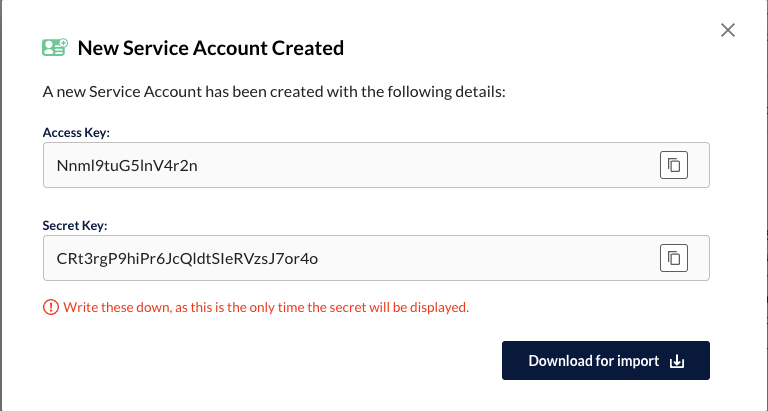 New Service Account Created
A new Service Account has been created with the following details:
Access Key:
Nnml9tuG5lnV4r2n
Secret Key:
CRt3rgP9hiPr6JcQldtSIeRVzsJ7or4o
Write these down, as this is the only time the secret will be displayed.
Download for import